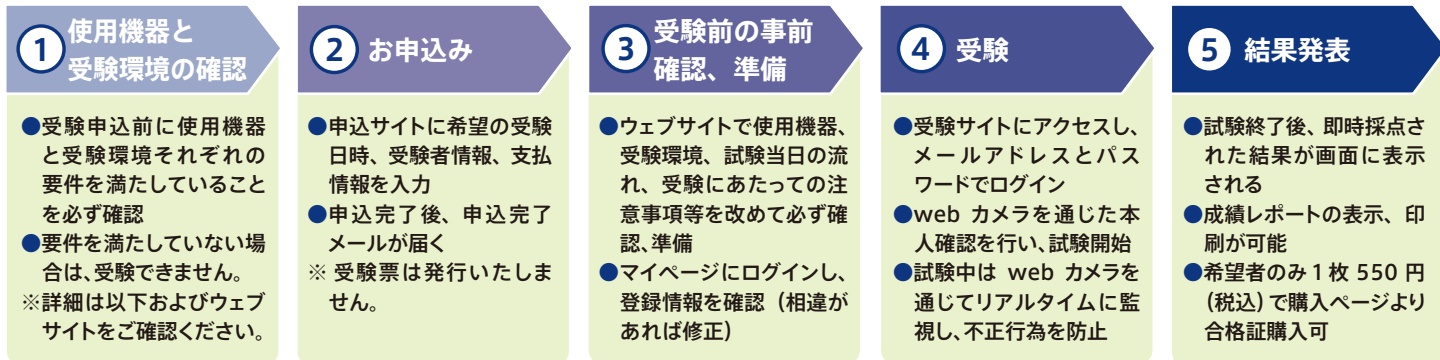 1 使用機器と
受験環境の確認
●受験申込前に使用機器
と受験環境それぞれの
要件を満たしていること
を必ず確認
●要件を満たしていない場
合は、受験できません。
※詳細は以下およびウェブ
サイトをご確認ください。
2 お申込み
●申込サイトに希望の受験
日時、受験者情報、支払
情報を入力
●申込完了後、申込完了
メールが届く
※ 受験票は発行いたしま
せん。
3 受験前の事前
確認、準備
●ウェブサイトで使用機器、
受験環境、試験当日の流
れ、受験にあたっての注
意事項等を改めて必ず確
認、準備
●マイページにログインし、
登録情報を確認（相違が
あれば修正）
4 受験
●受験サイトにアクセスし、
メールアドレスとパス
ワードでログイン
●web カメラを通じた本
人確認を行い、試験開始
●試験中は web カメラを
通じてリアルタイムに監
視し、不正行為を防止
5 結果発表
●試験終了後、即時採点さ
れた結果が画面に表示
される
●成績レポートの表示、印
刷が可能
●希望者のみ 1 枚 550 円
（税込）で購入ページより
合格証購入可